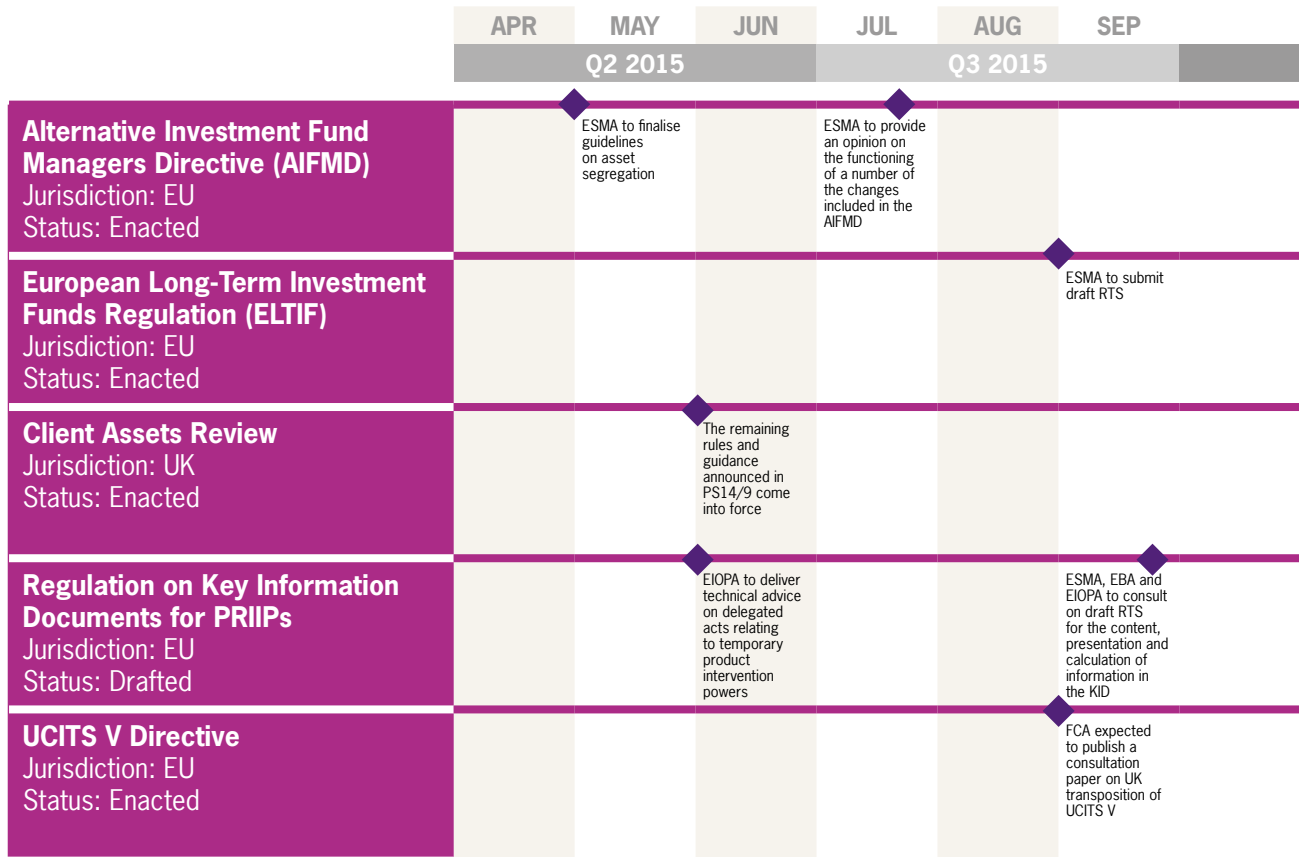 APR MAY JUN JUL AUG SEP
Q2 2015 Q3 2015
Alternative Investment Fund
Managers Directive (AIFMD)
Jurisdiction: EU
Status: Enacted
ESMA to finalise
guidelines
on asset
segregation
ESMA to provide
an opinion on
the functioning
of a number of
the changes
included in the
AIFMD
European Long-Term Investment
Funds Regulation (ELTIF)
Jurisdiction: EU
Status: Enacted
ESMA to submit
draft RTS
Client Assets Review
Jurisdiction: UK
Status: Enacted
The remaining
rules and
guidance
announced in
PS14/9 come
into force
Regulation on Key Information
Documents for PRIIPs
Jurisdiction: EU
Status: Drafted
EIOPA to deliver
technical advice
on delegated
acts relating
to temporary
product
intervention
powers
ESMA, EBA and
EIOPA to consult
on draft RTS
for the content,
presentation and
calculation of
information in
the KID
UCITS V Directive
Jurisdiction: EU
Status: Enacted
FCA expected
to publish a
consultation
paper on UK
transposition of
UCITS V